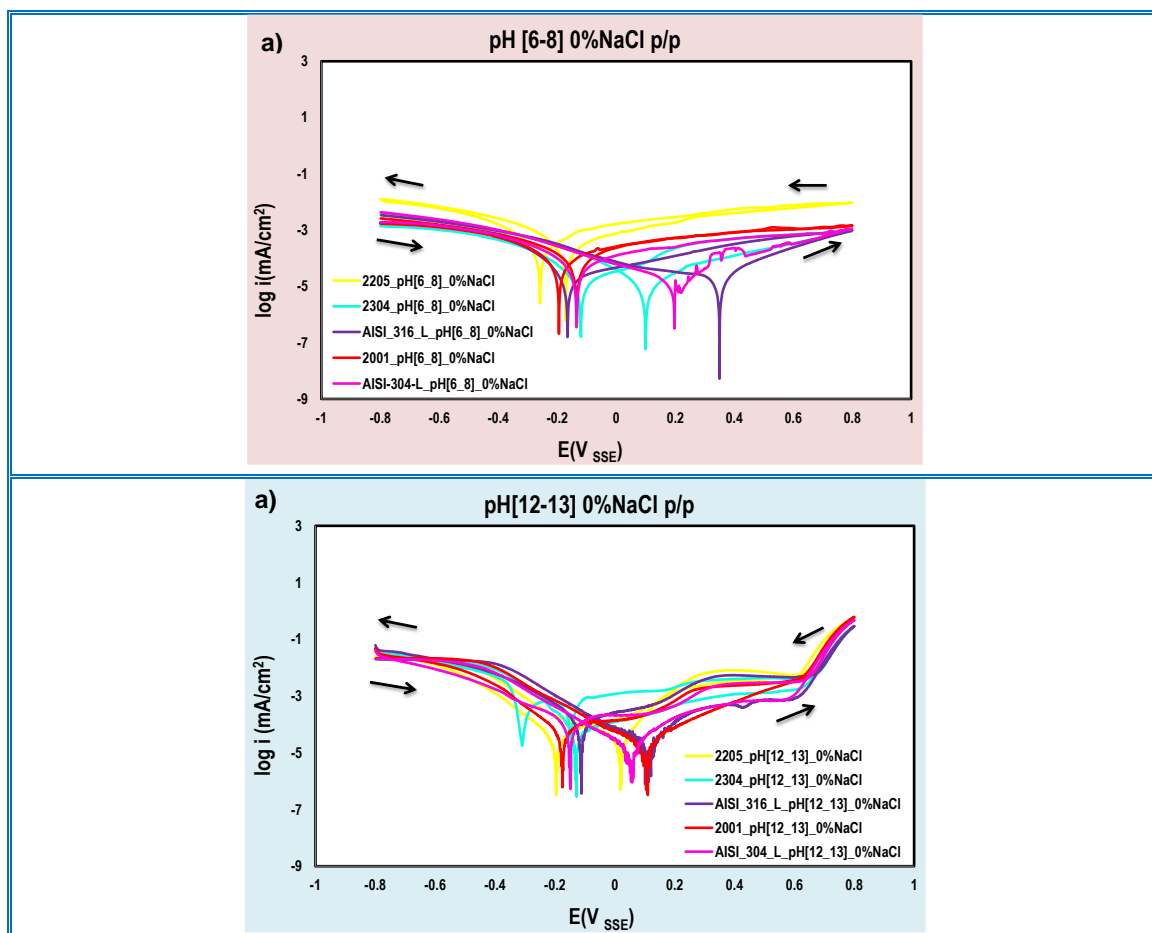 a)
pH [6-8] 0%NaCl p/p
3
1
-1
-3
-5
-7
-9
log i(mA/cm²)
2205_pH[6_8]_0%NaCl
2304_pH[6_8]_0%NaCl
AISI_316_L_pH[6_8]_0%NaCl
2001_pH[6_8]_0%NaCl
AISI-304-L_pH[6_8]_0%NaCl
-1 -0.8 -0.6 -0.4 -0.2 0 0.2 0.4 0.6 0.8 1
E(V SSE)
a)
pH[12-13] 0%NaCl p/p
3
1
-1
-3
-5
-7
-9
log i (mA/cm²)
2205_pH[12_13]_0%NaCl
2304_pH[12_13]_0%NaCl
AISI_316_L_pH[12_13]_0%NaCl
2001_pH[12_13]_0%NaCl
AISI_304_L_pH[12_13]_0%NaCl
-1 -0.8 -0.6 -0.4 -0.2 0 0.2 0.4 0.6 0.8 1
E(V SSE)